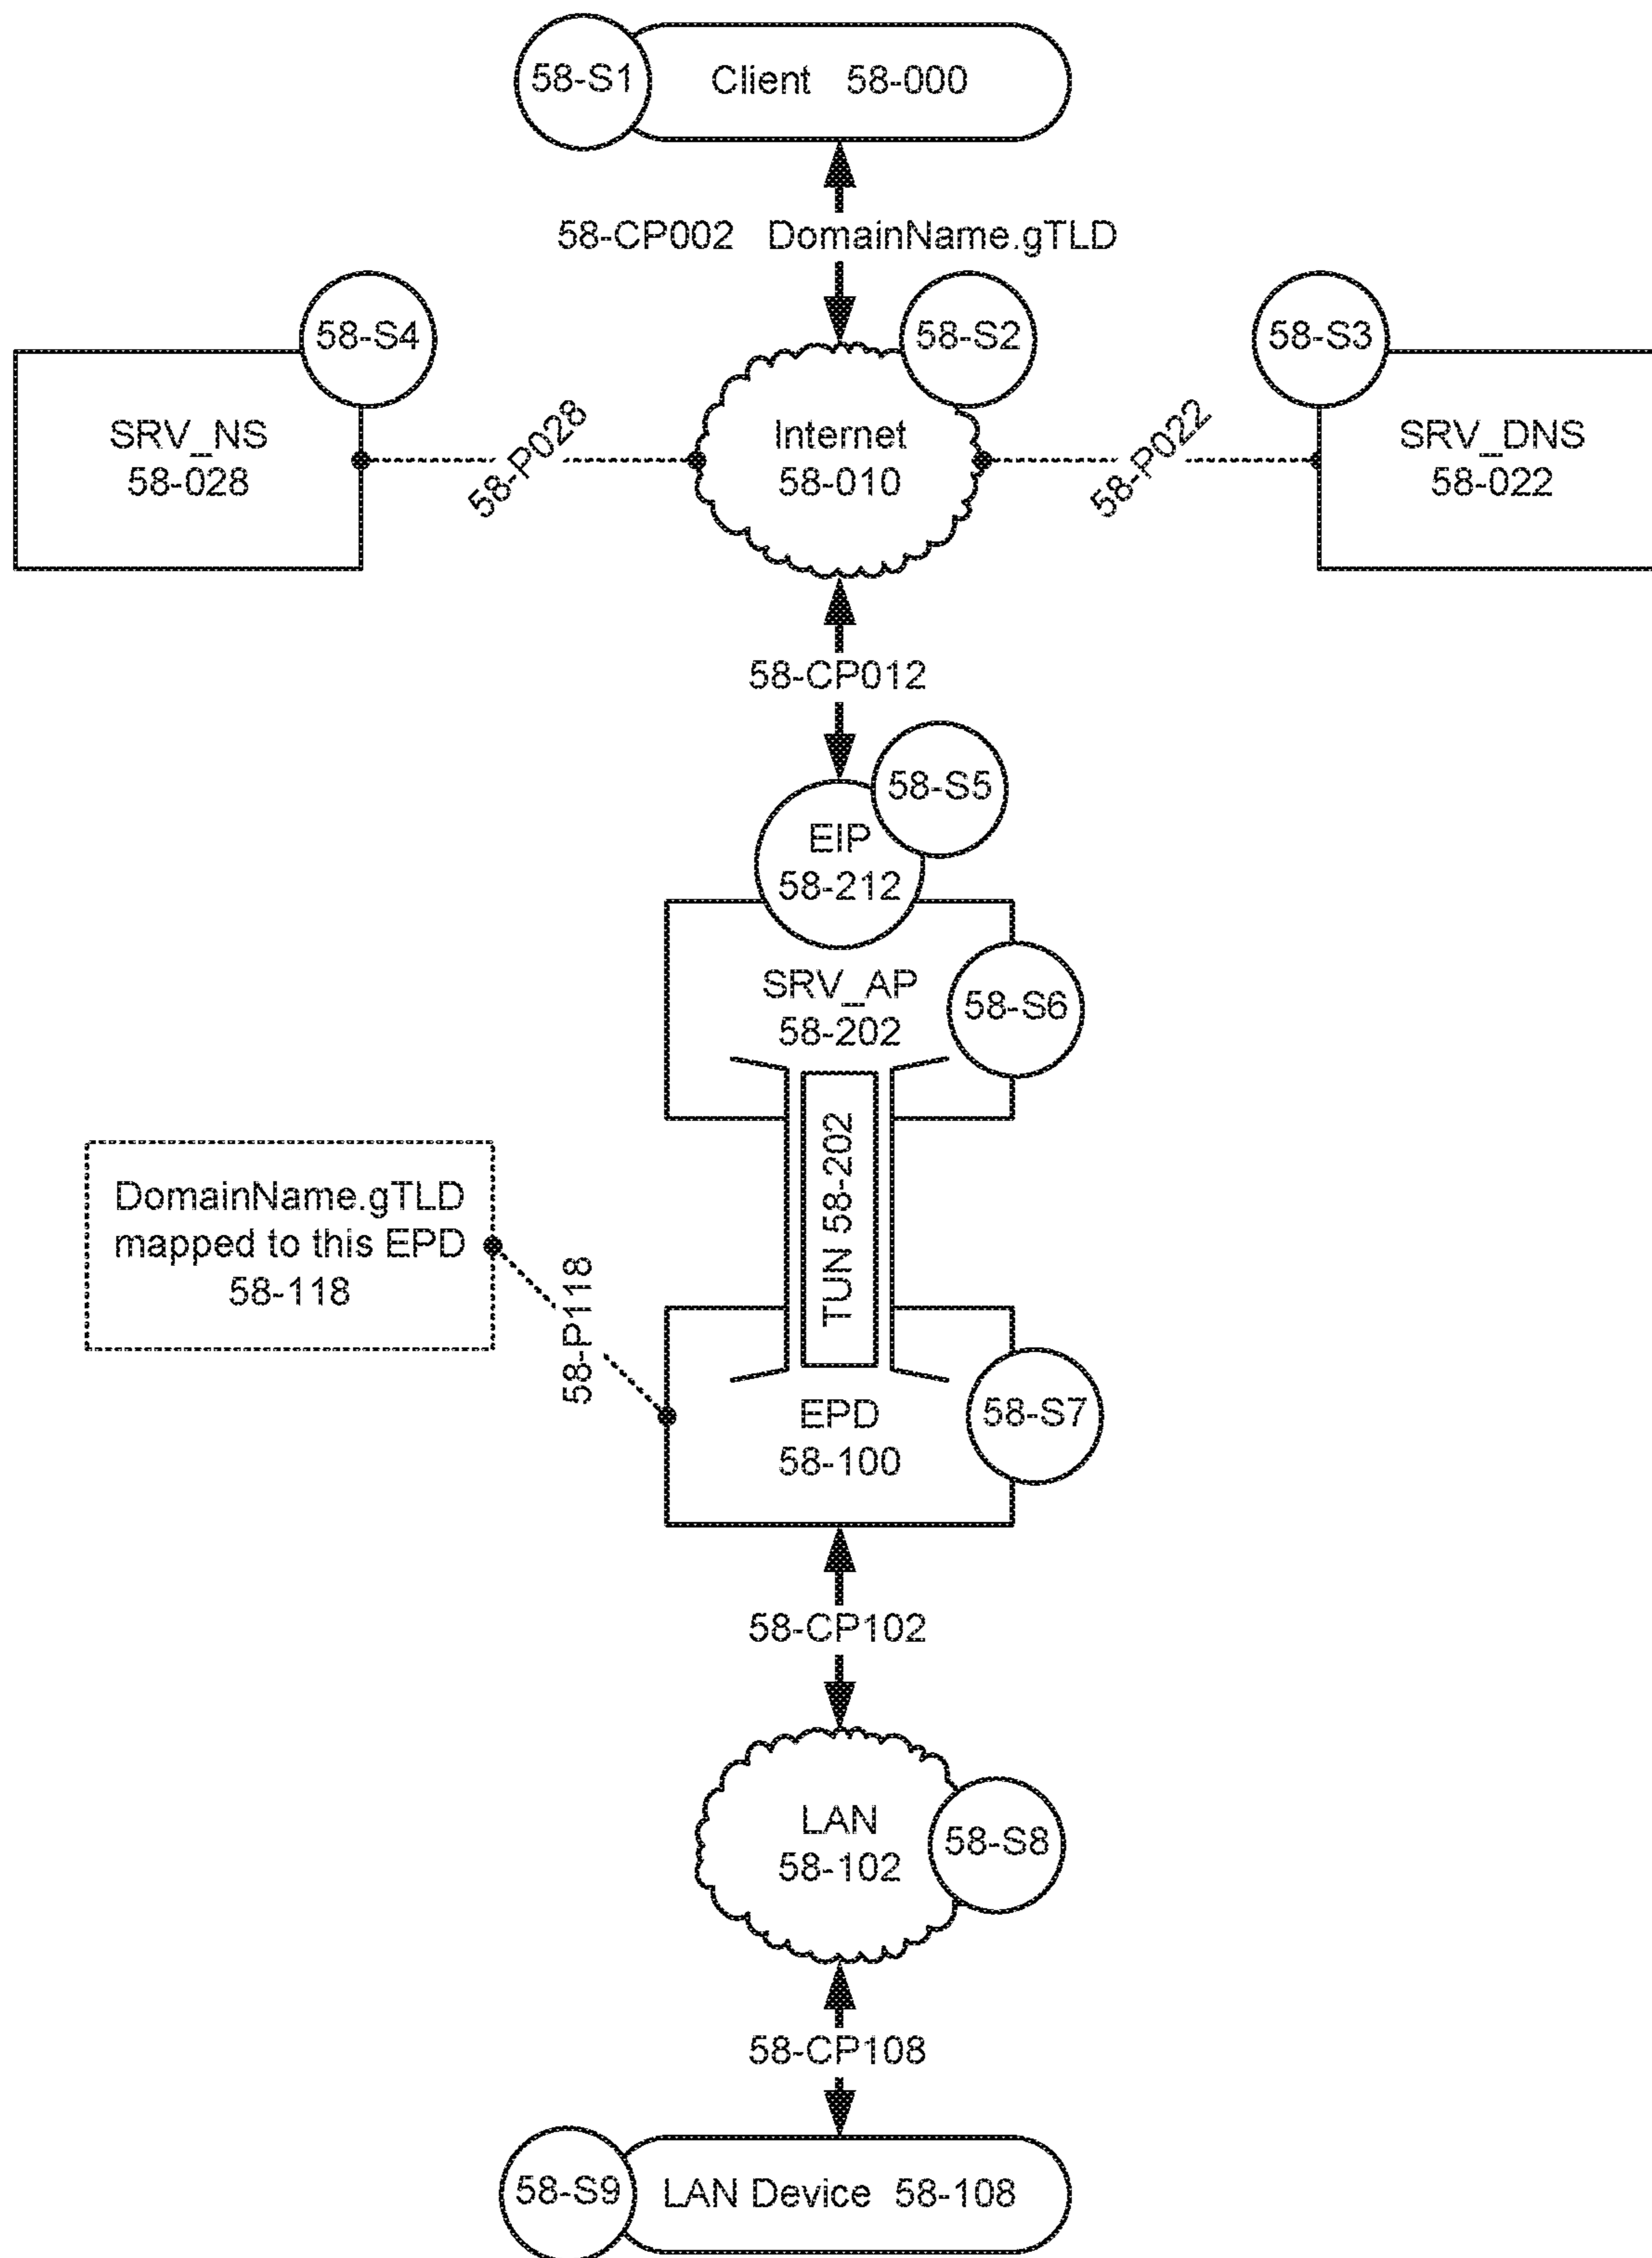 58-S1
Client 58-000
58-CP002 DomainName.gTLD
58-S4
58-S2
58-S3
SRV_NS
58-028
58-P028
Internet
58-010
58-P022
SRV_DNS
58-022
58-CP012
58-S5
EIP
58-212
SRV_AP
58-202
58-S6
TUN 58-202
DomainName.gTLD
mapped to this EPD
58-118
58-P118
EPD
58-100
58-S7
58-CP102
LAN
58-102
58-S8
58-CP108
58-S9
LAN Device 58-108